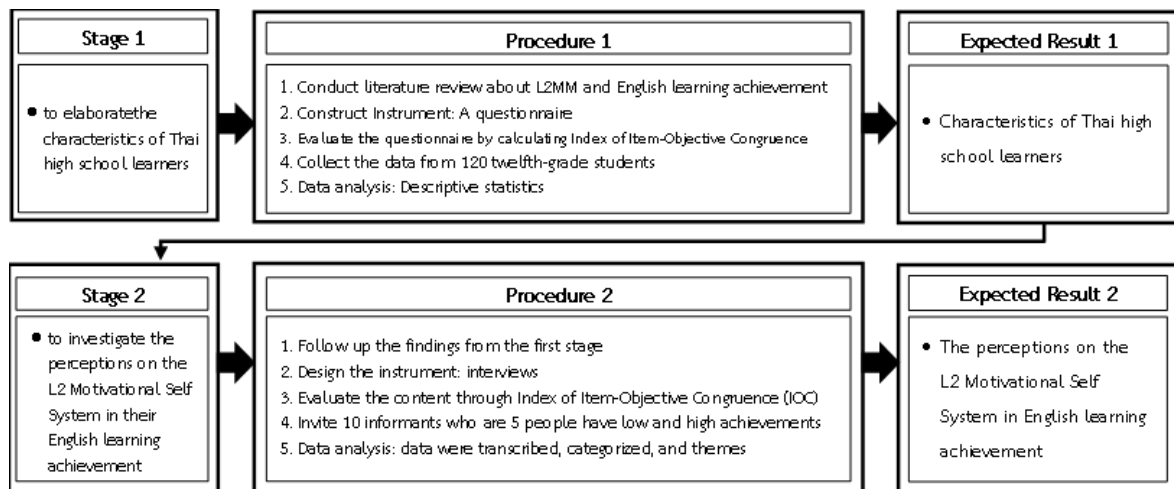 Stage 1
• to elaboratethe
characteristics of Thai
high school learners
Procedure 1
1. Conduct literature review about L2MM and English learning achievement
2. Construct Instrument: A questionnaire
3. Evaluate the questionnaire by calculating Index of Item-Objective Congruence
4. Collect the data from 120 twelfth-grade students
5. Data analysis: Descriptive statistics
Expected Result 1
• Characteristics of Thai high
school learners
Stage 2
• to investigate the
perceptions on the
L2 Motivational Self
System in their
English learning
achievement
Procedure 2
1. Follow up the findings from the first stage
2. Design the instrument: interviews
3. Evaluate the content through Index of Item-Objective Congruence (IOC)
4. Invite 10 informants who are 5 people have low and high achievements
5. Data analysis: data were transcribed, categorized, and themes
Expected Result 2
• The perceptions on the
L2 Motivational Self
System in English learning
achievement